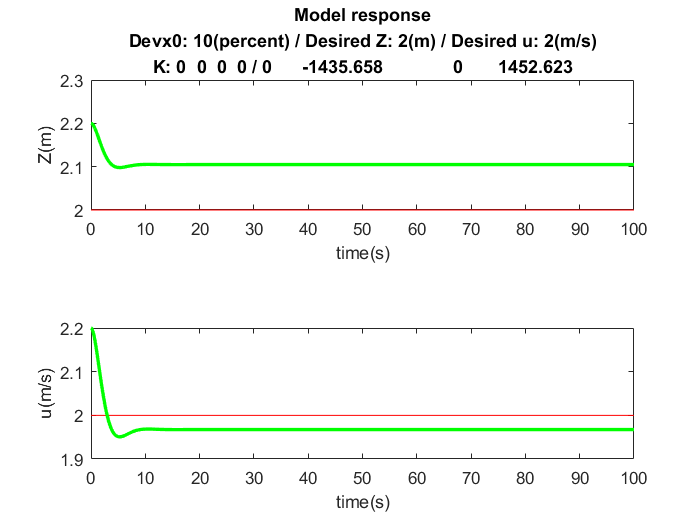 Model response
Devx0: 10(percent) / Desired Z: 2(m) / Desired u: 2(m/s)
K: 0 0 0 0 / 0 -1435.658 0 1452.623
2.3
2.2
2.1
2
Z(m)
0 10 20 30 40 50 60 70 80 90 100
time(s)
2.2
2.1
2
1.9
u(m/s)
0 10 20 30 40 50 60 70 80 90 100
time(s)